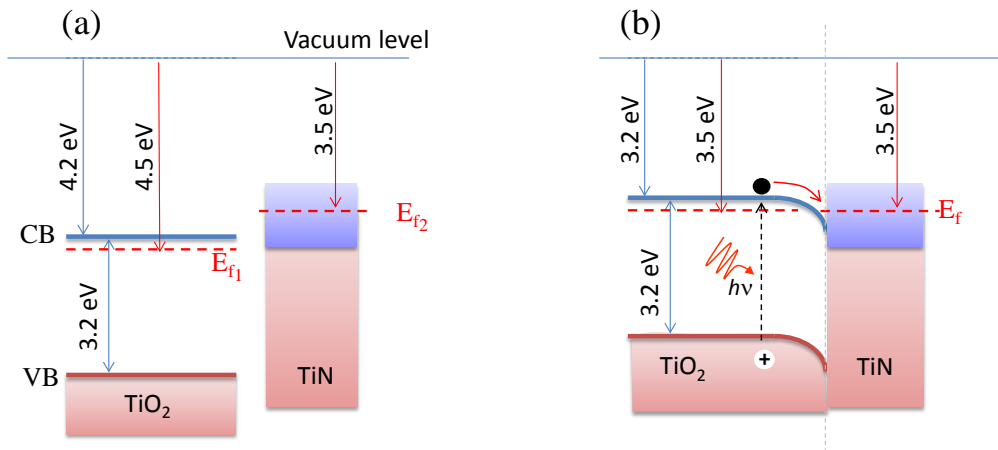 (a)
Vacuum level
4.2 eV
4.5 eV
3.5 eV
CB
E_f1
E_f2
3.2 eV
VB
TiO₂
TiN
(b)
3.2 eV
3.5 eV
3.5 eV
E_f
3.2 eV
hν
+
TiO₂
TiN